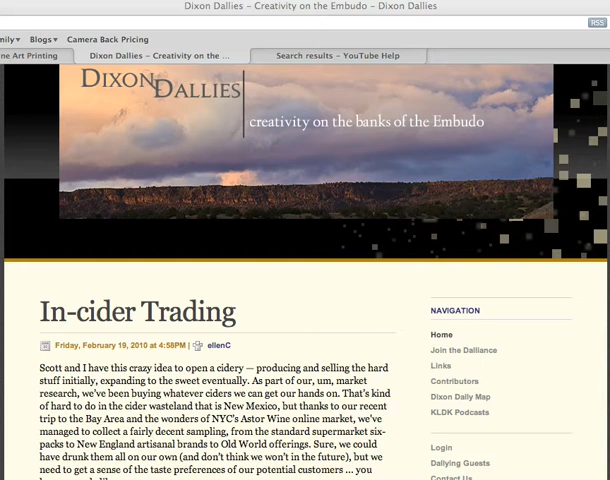 Dixon Dallies – Creativity on the Embudo – Dixon Dallies
RSS
mily▾ Blogs▾ Camera Back Pricing
ne Art Printing Dixon Dallies – Creativity on the ... Search results – YouTube Help
DIXON
DALLIES
creativity on the banks of the Embudo
In-cider Trading
Friday, February 19, 2010 at 4:58PM | ellenC
Scott and I have this crazy idea to open a cidery — producing and selling the hard
stuff initially, expanding to the sweet eventually. As part of our, um, market
research, we've been buying whatever ciders we can get our hands on. That's kind
of hard to do in the cider wasteland that is New Mexico, but thanks to our recent
trip to the Bay Area and the wonders of NYC's Astor Wine online market, we've
managed to collect a fairly decent sampling, from the standard supermarket six-
packs to New England artisanal brands to Old World offerings. Sure, we could
have drunk them all on our own (and don't think we won't in the future), but we
need to get a sense of the taste preferences of our potential customers ... you
NAVIGATION
Home
Join the Dalliance
Links
Contributors
Dixon Daily Map
KLDK Podcasts
Login
Dallying Guests
Contact Us